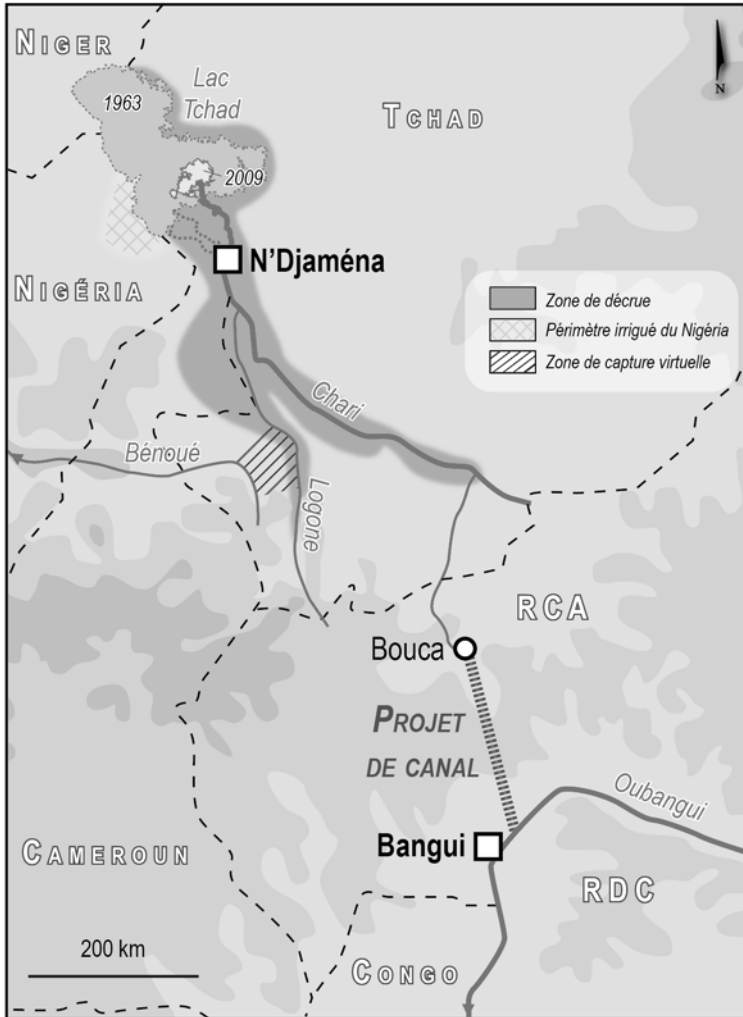 NIGER
Lac
Tchad
1963
TCHAD
N
2009
N'Djaména
NIGÉRIA
Zone de décrue
Périmètre irrigué du Nigéria
Zone de capture virtuelle
Chari
Bénoué
Logone
RCA
Bouca
PROJET
DE CANAL
Oubangui
Bangui
CAMEROUN
RDC
200 km
CONGO